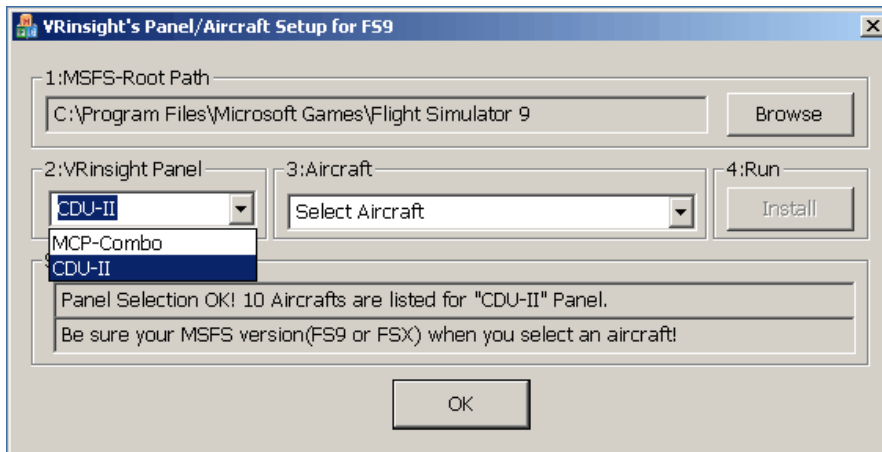 VRinsight's Panel/Aircraft Setup for FS9
1:MSFS-Root Path
C:\Program Files\Microsoft Games\Flight Simulator 9
Browse
2:VRinsight Panel
3:Aircraft
4:Run
CDU-II
Select Aircraft
Install
MCP-Combo
CDU-II
Panel Selection OK! 10 Aircrafts are listed for "CDU-II" Panel.
Be sure your MSFS version(FS9 or FSX) when you select an aircraft!
OK